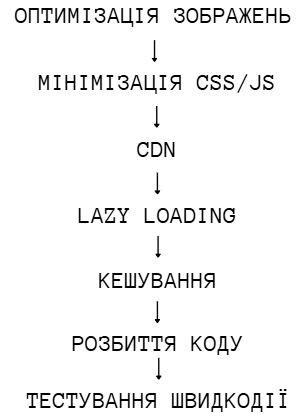 ОПТИМІЗАЦІЯ ЗОБРАЖЕНЬ
МІНІМІЗАЦІЯ CSS/JS
CDN
LAZY LOADING
КЕШУВАННЯ
РОЗБИТТЯ КОДУ
ТЕСТУВАННЯ ШВИДКОДІЇ